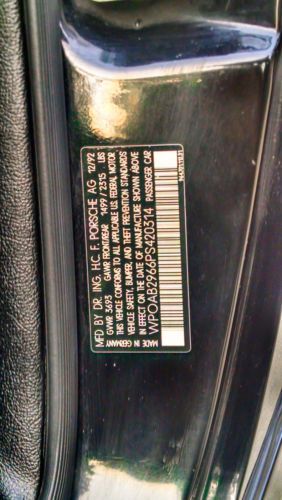 MFD BY DR. ING. H.C. F. PORSCHE AG 12/92
GVWR 3693 GAWR FRONT/REAR 1499 / 2315 LBS
THIS VEHICLE CONFORMS TO ALL APPLICABLE U.S. FEDERAL MOTOR
VEHICLE SAFETY, BUMPER, AND THEFT PREVENTION STANDARDS
IN EFFECT ON THE DATE OF MANUFACTURE SHOWN ABOVE
WPOAB2966PS420314 PASSENGER CAR
MADE IN GERMANY